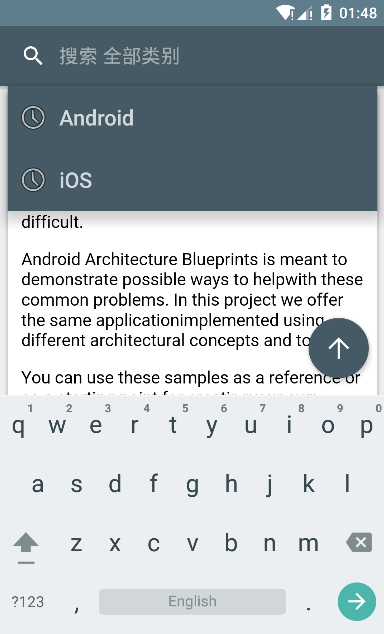 01:48
搜索 全部类别
Android
iOS
difficult.
Android Architecture Blueprints is meant to
demonstrate possible ways to helpwith these
common problems. In this project we offer
the same applicationimplemented using
different architectural concepts and to
You can use these samples as a reference or
1 2 3 4 5 6 7 8 9 0
q w e r t y u i o p
a s d f g h j k l
z x c v b n m
?123 , English .